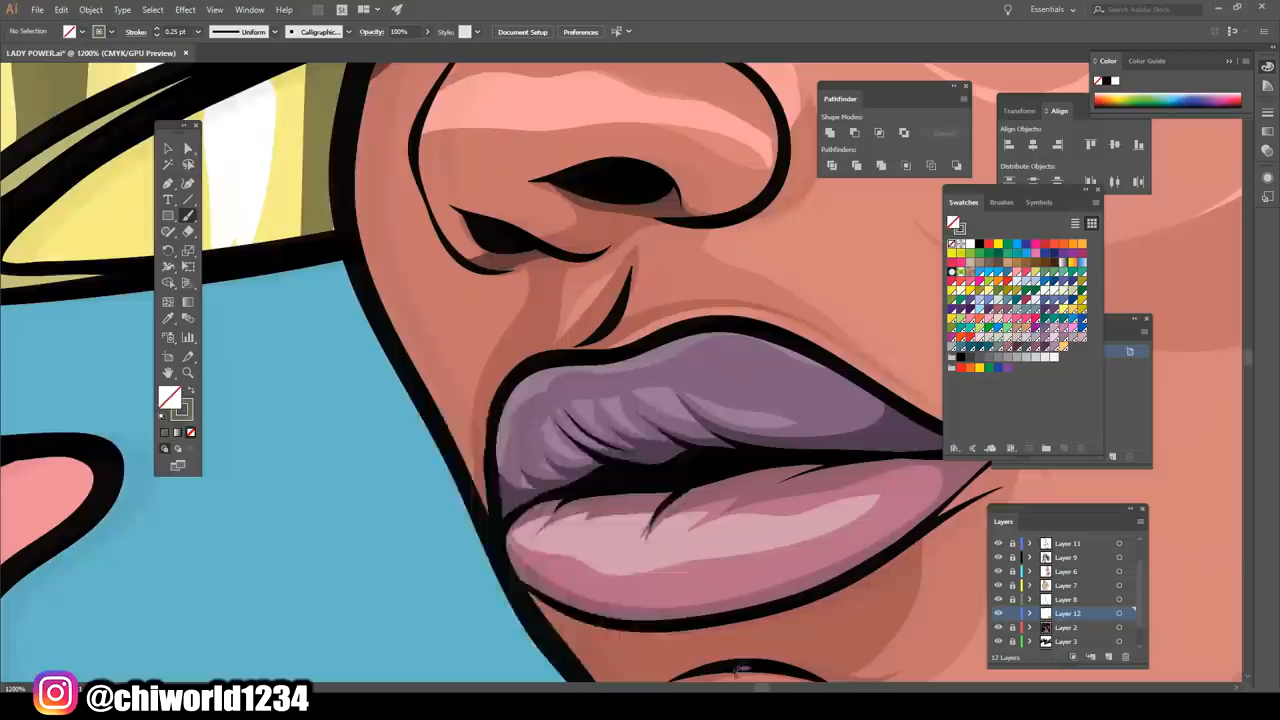 Ai File Edit Object Type Select Effect View Window Help St Essentials Search Adobe Stock
No Selection Stroke: 0.25 pt Uniform Calligraphic... Opacity: 100% Style: Document Setup Preferences
LADY POWER.ai* @ 1200% (CMYK/GPU Preview)
Color Color Guide
Pathfinder
Shape Modes:
Pathfinders:
Transform Align
Align Objects:
Distribute Objects:
Swatches Brushes Symbols
Layers
Layer 11
Layer 9
Layer 6
Layer 7
Layer 8
Layer 12
Layer 2
Layer 3
12 Layers
1200%
@chiworld1234